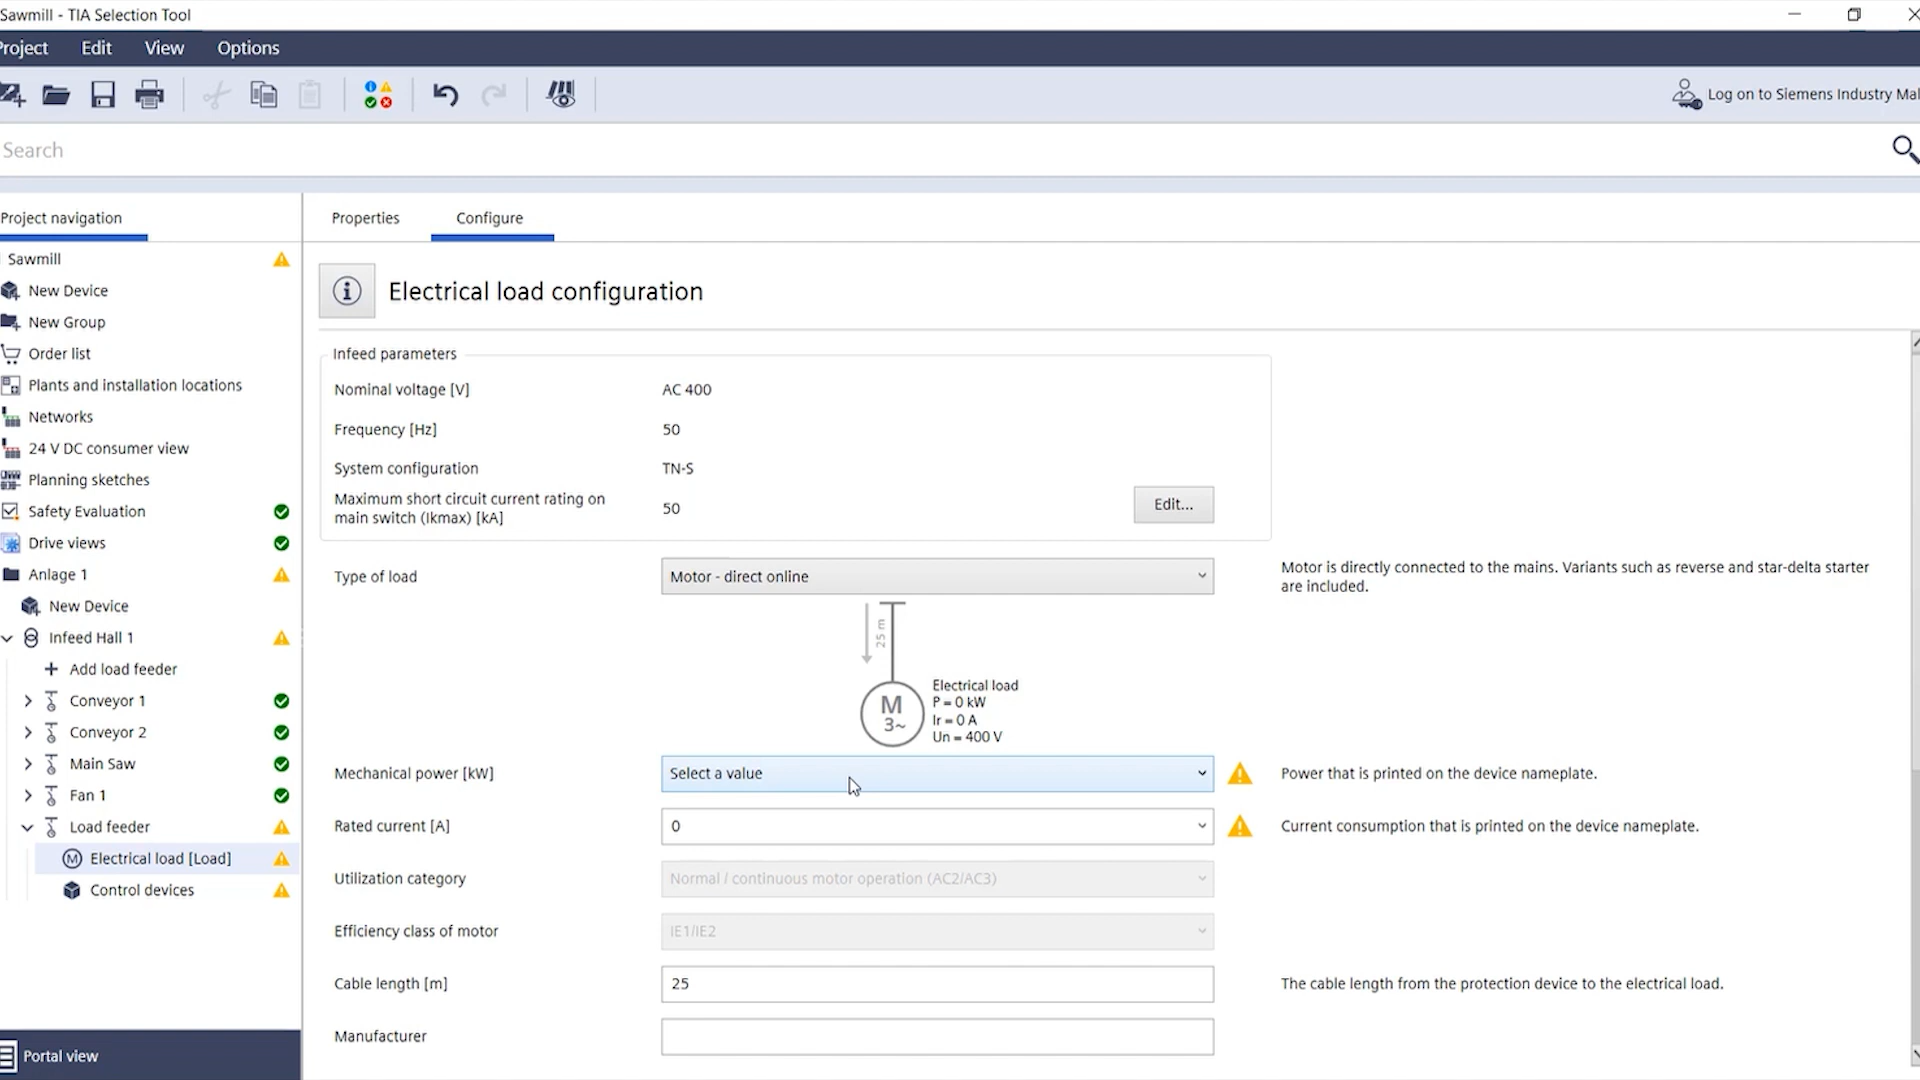 Sawmill - TIA Selection Tool
Project Edit View Options
Log on to Siemens Industry Mal
Search
Project navigation
Sawmill
New Device
New Group
Order list
Plants and installation locations
Networks
24 V DC consumer view
Planning sketches
Safety Evaluation
Drive views
Anlage 1
New Device
Infeed Hall 1
Add load feeder
Conveyor 1
Conveyor 2
Main Saw
Fan 1
Load feeder
Electrical load [Load]
Control devices
Portal view
Properties Configure
Electrical load configuration
Infeed parameters
Nominal voltage [V] AC 400
Frequency [Hz] 50
System configuration TN-S
Maximum short circuit current rating on
main switch (Ikmax) [kA] 50 Edit...
Type of load Motor - direct online
Motor is directly connected to the mains. Variants such as reverse and star-delta starter
are included.
25 m
M
3~
Electrical load
P = 0 kW
Ir = 0 A
Un = 400 V
Mechanical power [kW] Select a value Power that is printed on the device nameplate.
Rated current [A] 0 Current consumption that is printed on the device nameplate.
Utilization category Normal / continuous motor operation (AC2/AC3)
Efficiency class of motor IE1/IE2
Cable length [m] 25 The cable length from the protection device to the electrical load.
Manufacturer